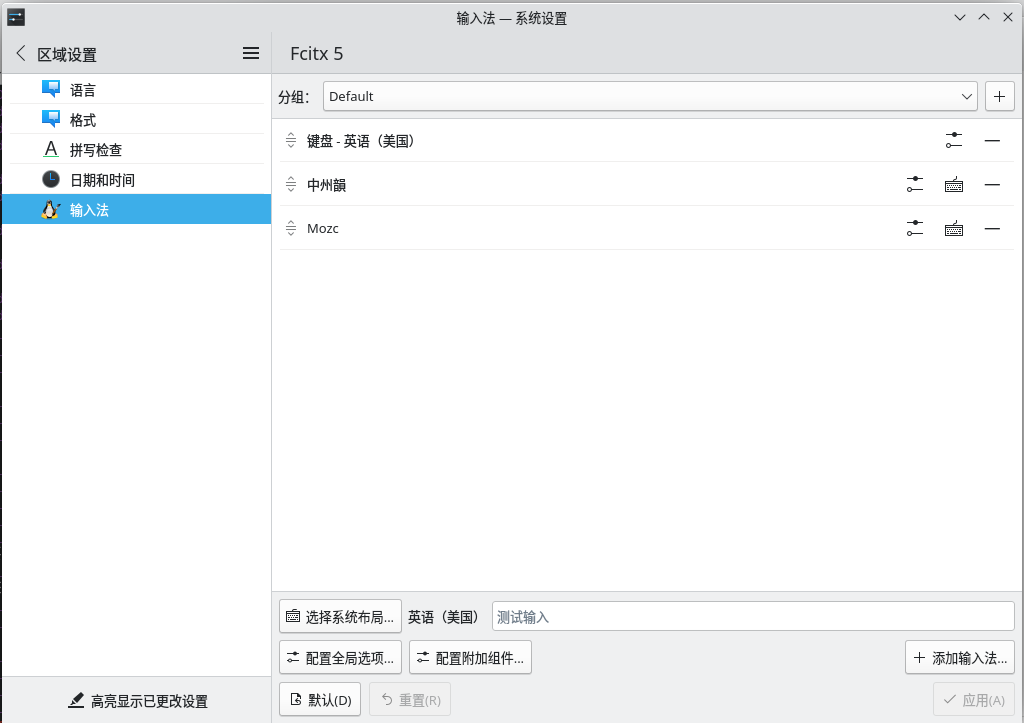 输入法 — 系统设置
区域设置
Fcitx 5
语言
格式
拼写检查
日期和时间
输入法
分组：
Default
键盘 - 英语（美国）
中州韻
Mozc
选择系统布局...
英语（美国）
测试输入
配置全局选项...
配置附加组件...
添加输入法...
高亮显示已更改设置
默认(D)
重置(R)
应用(A)